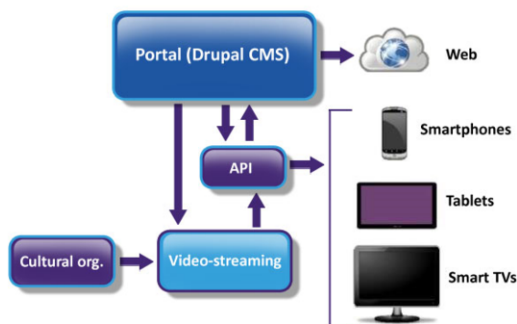 Portal (Drupal CMS)
Web
Smartphones
API
Tablets
Cultural org.
Video-streaming
Smart TVs